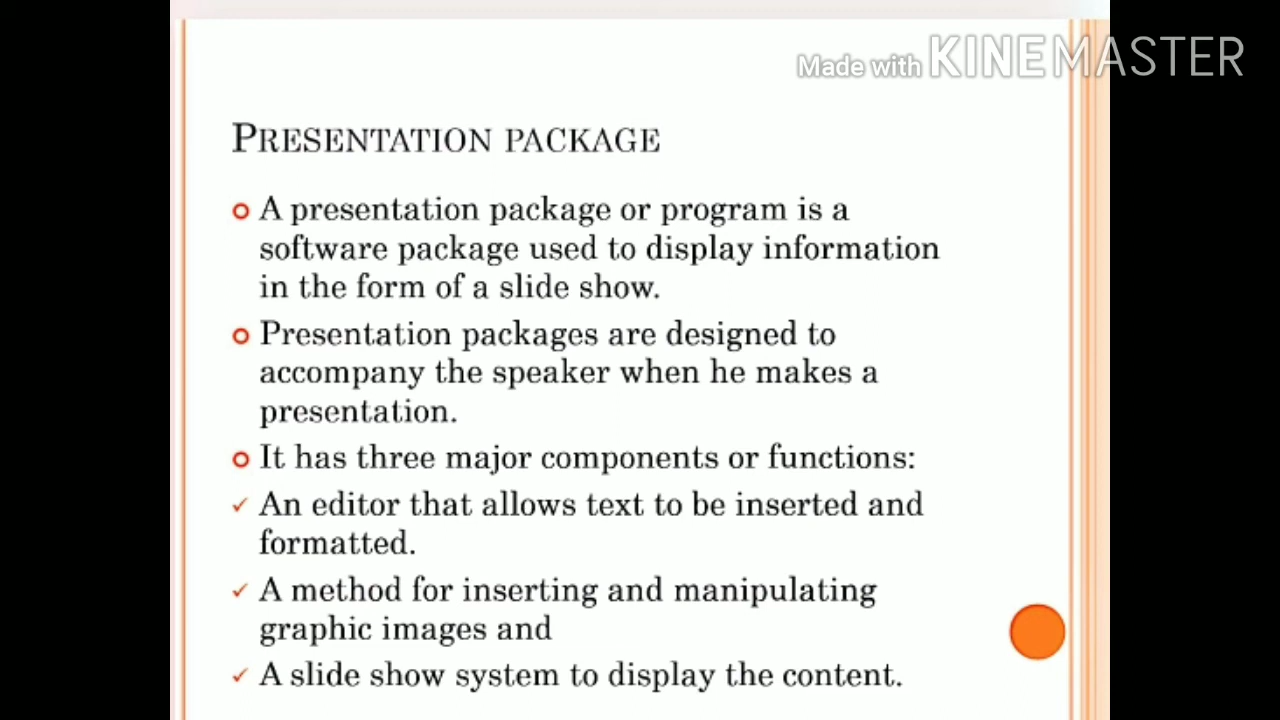 Made with KINEMASTER
PRESENTATION PACKAGE
A presentation package or program is a
software package used to display information
in the form of a slide show.
Presentation packages are designed to
accompany the speaker when he makes a
presentation.
It has three major components or functions:
An editor that allows text to be inserted and
formatted.
A method for inserting and manipulating
graphic images and
A slide show system to display the content.